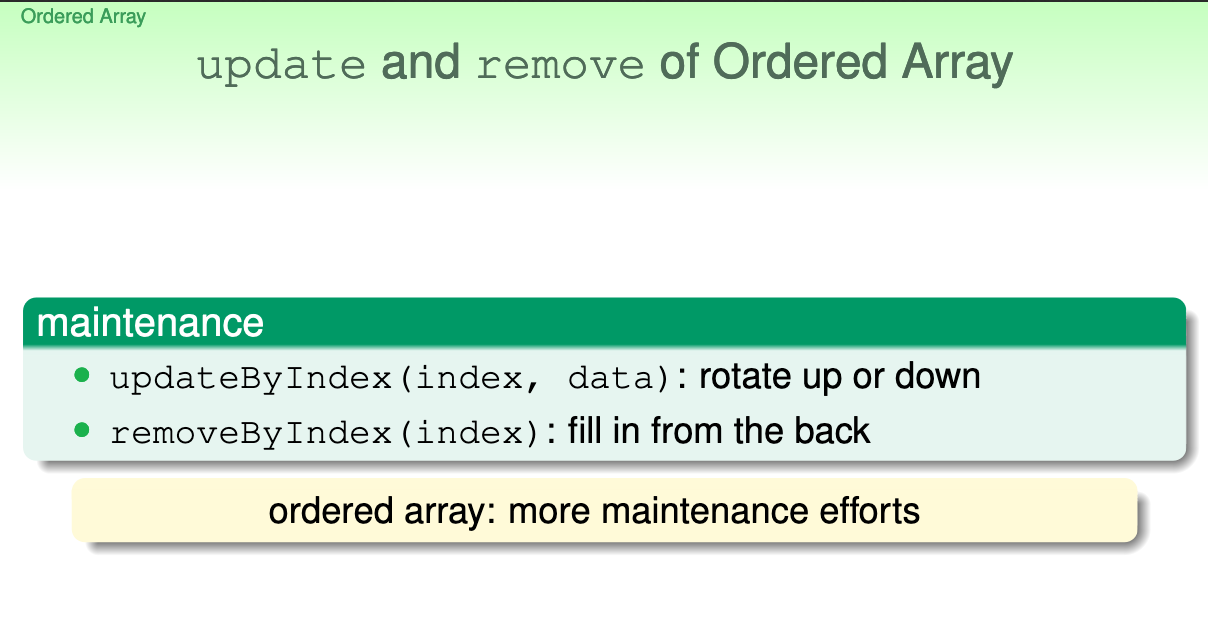 Ordered Array
update and remove of Ordered Array
maintenance
• updateByIndex(index, data): rotate up or down
• removeByIndex(index): fill in from the back
ordered array: more maintenance efforts